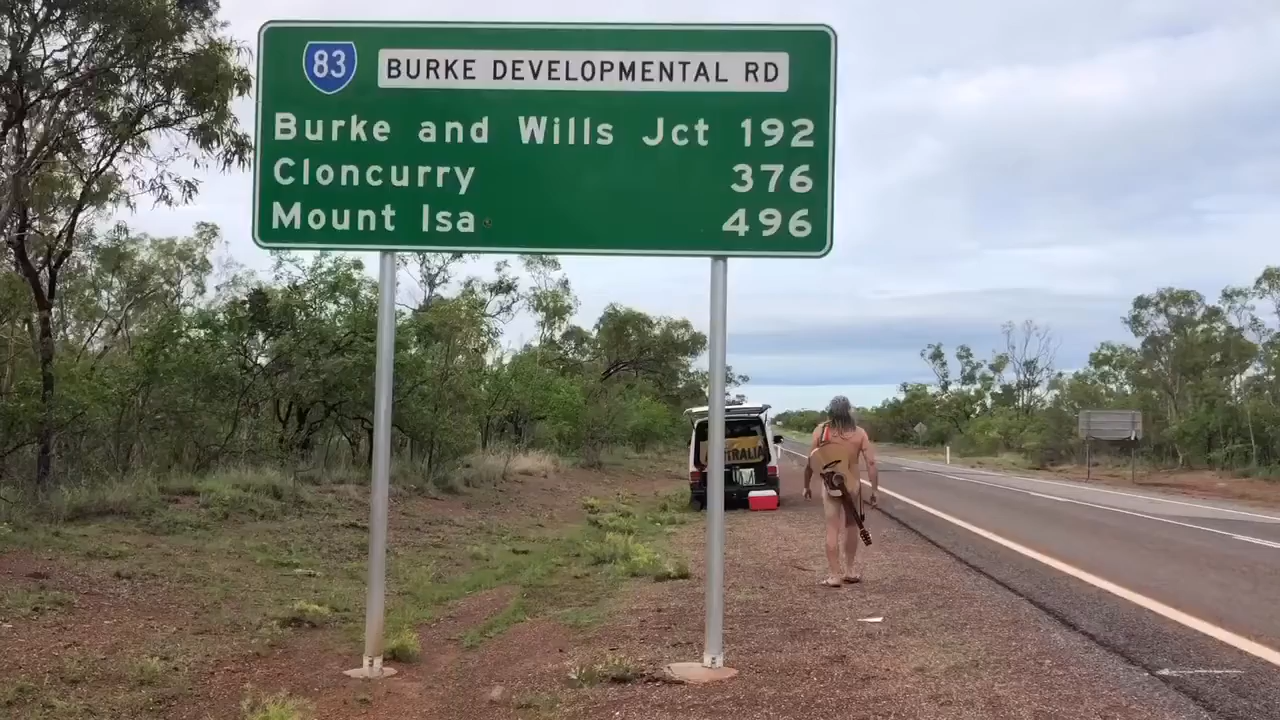 83
BURKE DEVELOPMENTAL RD
Burke and Wills Jct 192
Cloncurry 376
Mount Isa 496